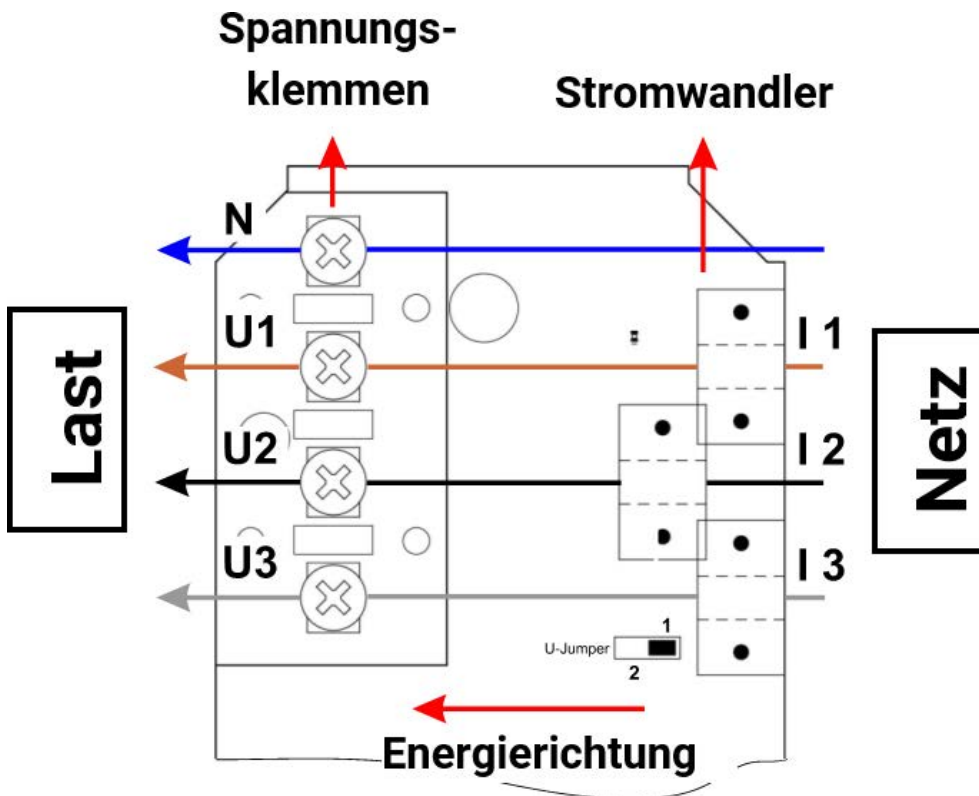 Spannungs-
klemmen
Stromwandler
N
U1
I 1
Last
Netz
U2
I 2
U3
I 3
1
U-Jumper
2
Energierichtung